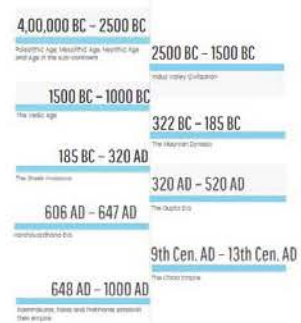 4,00,000 BC – 2500 BC
Paleolithic Age, Mesolithic Age, Neolithic Age
and Age in the sub-continent
2500 BC – 1500 BC
Indus Valley Civilization
1500 BC – 1000 BC
The Vedic Age
322 BC – 185 BC
The Mauryan Dynasty
185 BC – 320 AD
The Invasions
320 AD – 520 AD
The Gupta Era
606 AD – 647 AD
Harshavardhana Era
9th Cen. AD – 13th Cen. AD
The Chola Empire
648 AD – 1000 AD
and
their empire